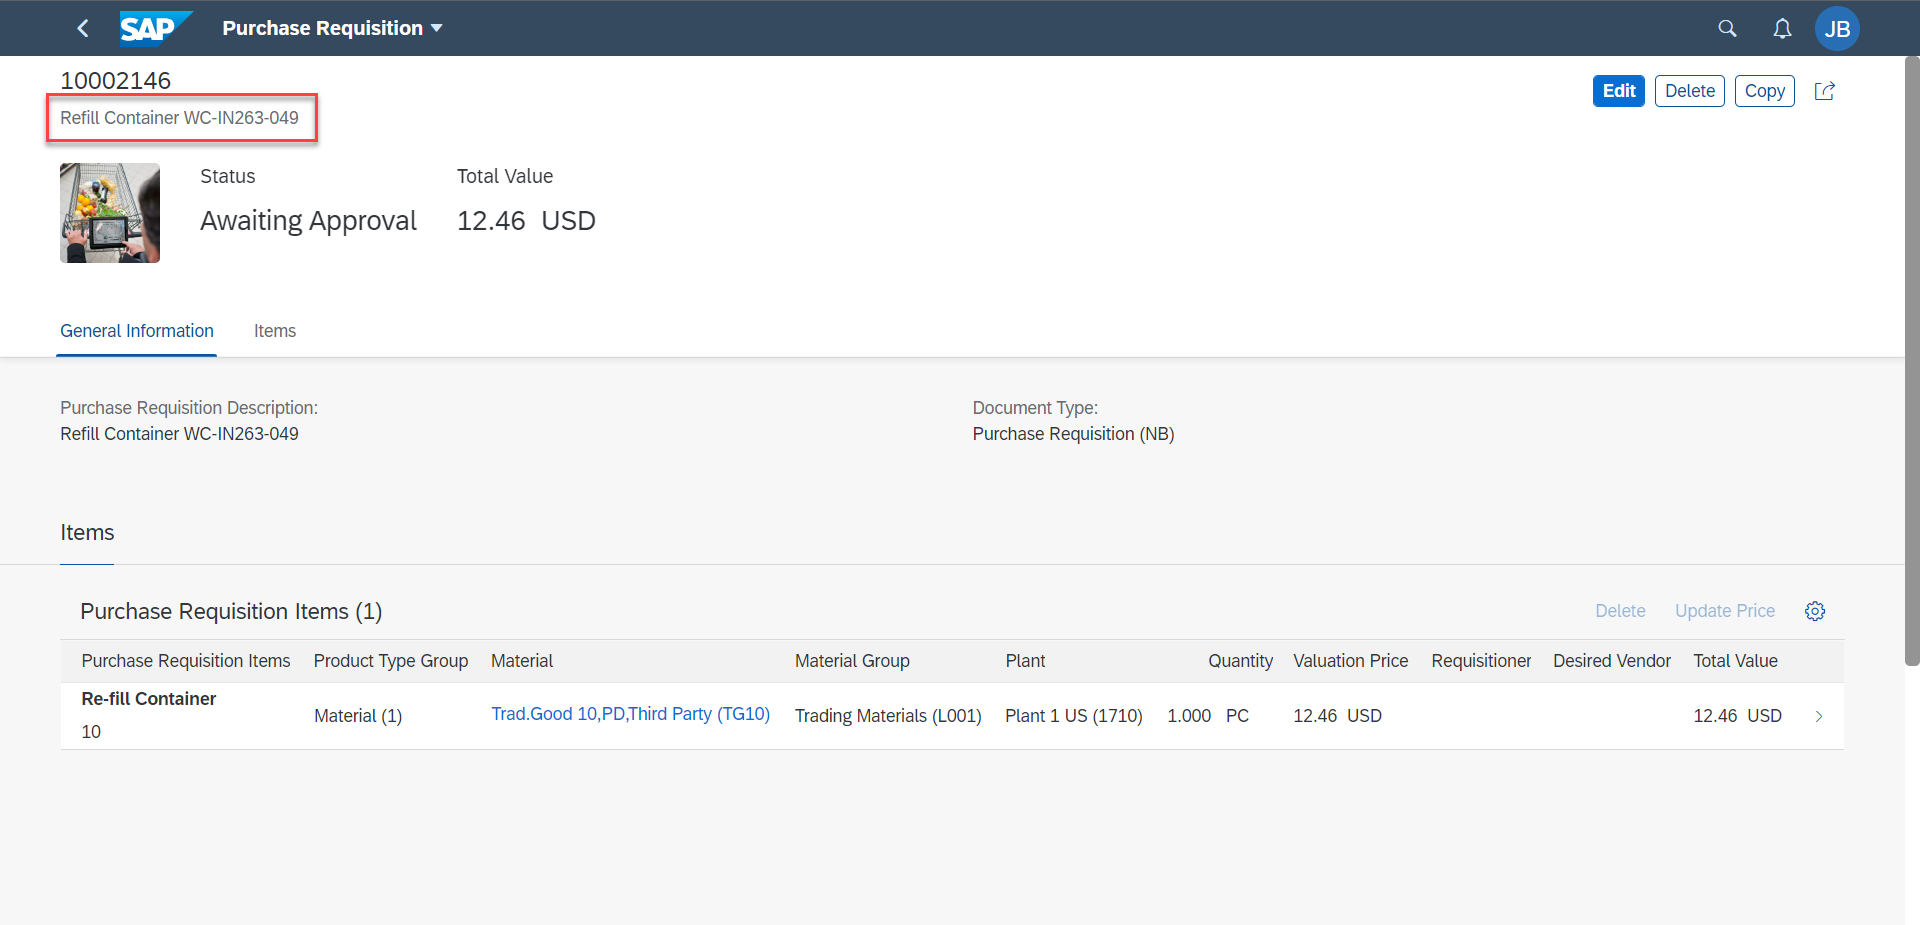 SAP Purchase Requisition JB
10002146
Edit Delete Copy
Refill Container WC-IN263-049
Status Total Value
Awaiting Approval 12.46 USD
General Information Items
Purchase Requisition Description: Document Type:
Refill Container WC-IN263-049 Purchase Requisition (NB)
Items
Purchase Requisition Items (1) Delete Update Price
Purchase Requisition Items Product Type Group Material Material Group Plant Quantity Valuation Price Requisitioner Desired Vendor Total Value
Re-fill Container
Material (1) Trad.Good 10,PD,Third Party (TG10) Trading Materials (L001) Plant 1 US (1710) 1.000 PC 12.46 USD 12.46 USD
10